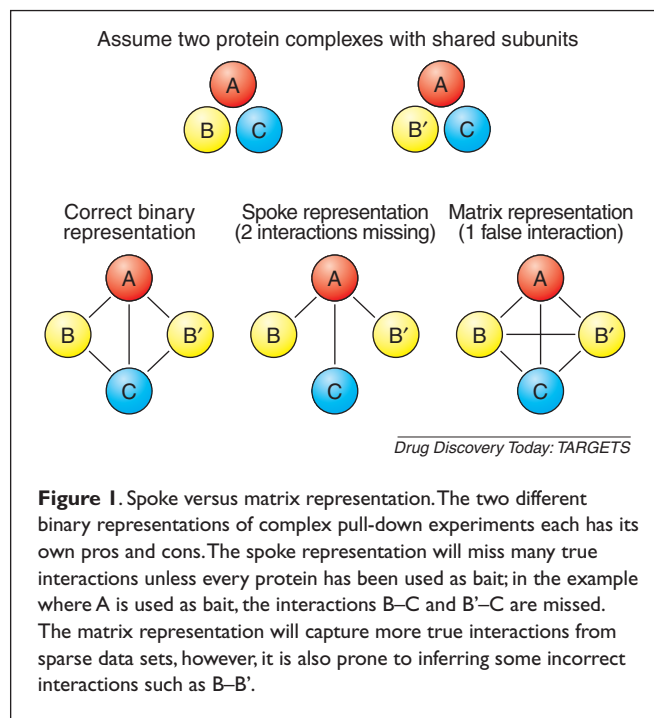 Assume two protein complexes with shared subunits
A
A
B
C
B′
C
Correct binary
representation
Spoke representation
(2 interactions missing)
Matrix representation
(1 false interaction)
A
B
B′
C
A
B
B′
C
A
B
B′
C
Drug Discovery Today: TARGETS
Figure 1. Spoke versus matrix representation. The two different
binary representations of complex pull-down experiments each has its
own pros and cons. The spoke representation will miss many true
interactions unless every protein has been used as bait; in the example
where A is used as bait, the interactions B–C and B’–C are missed.
The matrix representation will capture more true interactions from
sparse data sets, however, it is also prone to inferring some incorrect
interactions such as B–B’.